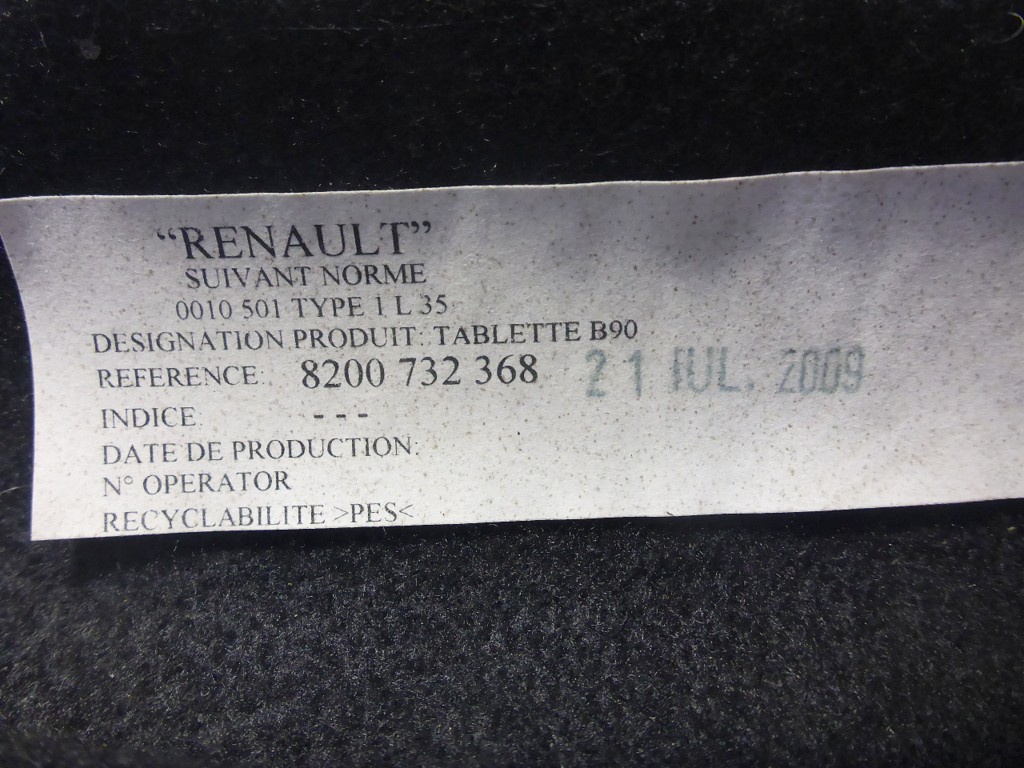 “RENAULT”
SUIVANT NORME
0010 501 TYPE 1 L 35
DESIGNATION PRODUIT: TABLETTE B90
REFERENCE: 8200 732 368 21 IUL. 2009
INDICE: - - -
DATE DE PRODUCTION:
N° OPERATOR
RECYCLABILITE >PES<